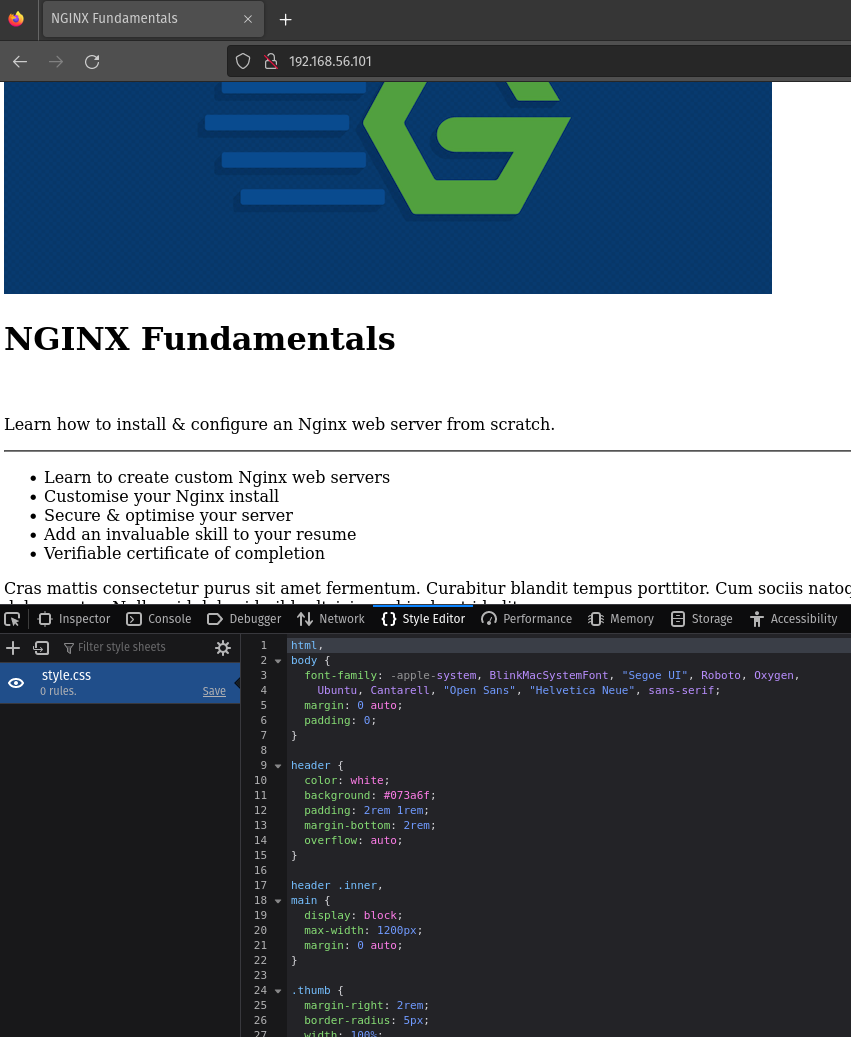 NGINX Fundamentals
192.168.56.101
NGINX Fundamentals
Learn how to install & configure an Nginx web server from scratch.
• Learn to create custom Nginx web servers
• Customise your Nginx install
• Secure & optimise your server
• Add an invaluable skill to your resume
• Verifiable certificate of completion
Cras mattis consectetur purus sit amet fermentum. Curabitur blandit tempus porttitor. Cum sociis
Inspector Console Debugger Network {} Style Editor Performance Memory Storage Accessibility
Filter style sheets
style.css
0 rules.
Save
1 html,
2 body {
3 font-family: -apple-system, BlinkMacSystemFont, "Segoe UI", Roboto, Oxygen,
4 Ubuntu, Cantarell, "Open Sans", "Helvetica Neue", sans-serif;
5 margin: 0 auto;
6 padding: 0;
7 }
8
9 header {
10 color: white;
11 background: #073a6f;
12 padding: 2rem 1rem;
13 margin-bottom: 2rem;
14 overflow: auto;
15 }
16
17 header .inner,
18 main {
19 display: block;
20 max-width: 1200px;
21 margin: 0 auto;
22 }
23
24 .thumb {
25 margin-right: 2rem;
26 border-radius: 5px;
27 width: 100%;